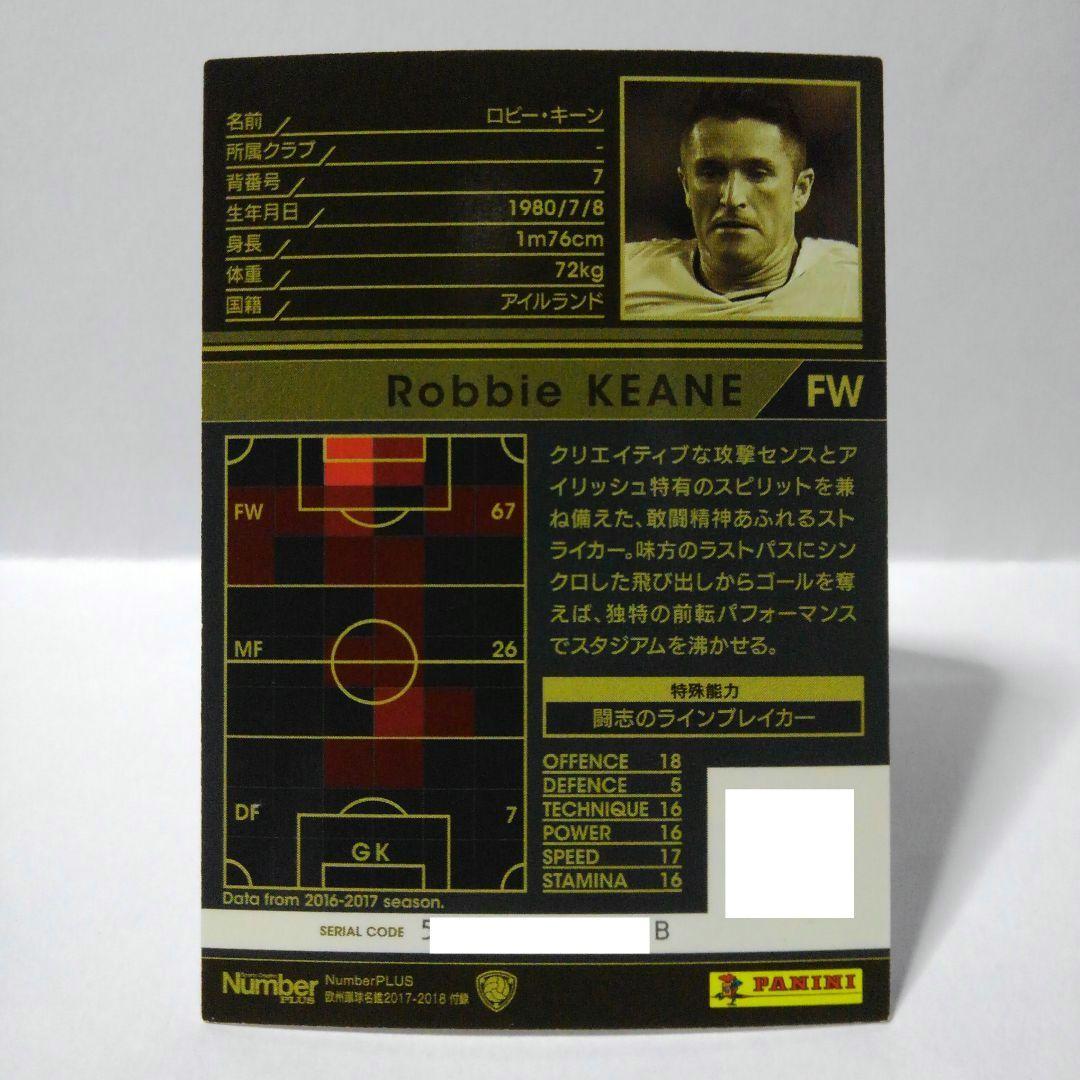 名前 ロビー・キーン
所属クラブ -
背番号 7
生年月日 1980/7/8
身長 1m76cm
体重 72kg
国籍 アイルランド
Robbie KEANE FW
FW 67
MF 26
DF 7
GK
Data from 2016-2017 season.
クリエイティブな攻撃センスとア
イリッシュ特有のスピリットを兼
ね備えた、敢闘精神あふれるスト
ライカー。味方のラストパスにシン
クロした飛び出しからゴールを奪
えば、独特の前転パフォーマンス
でスタジアムを沸かせる。
特殊能力
闘志のラインブレイカー
OFFENCE 18
DEFENCE 5
TECHNIQUE 16
POWER 16
SPEED 17
STAMINA 16
SERIAL CODE 5 B
Number PLUS
NumberPLUS
欧州蹴球名鑑2017-2018 付録
PANINI